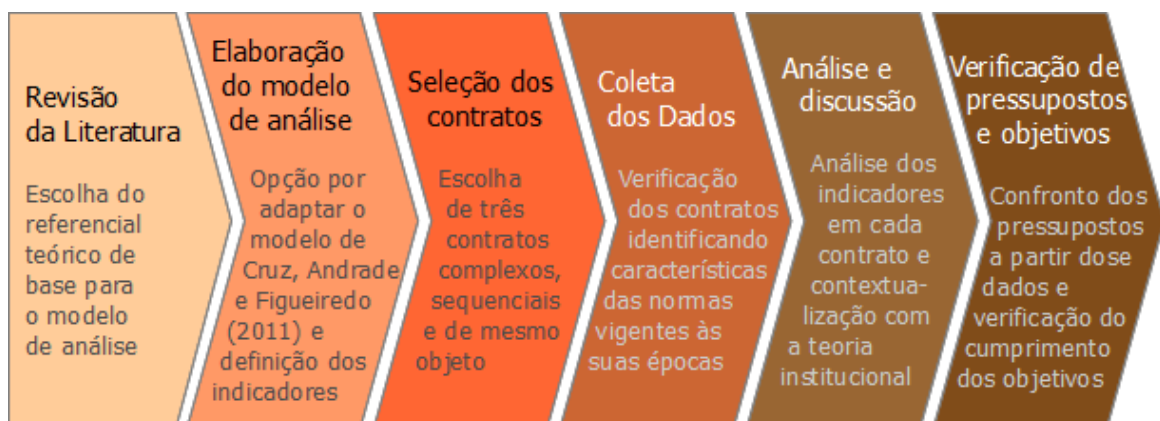 Revisão
da Literatura
Escolha do
referencial
teórico de
base para
o modelo
de análise
Elaboração
do modelo
de análise
Opção por
adaptar o
modelo de
Cruz, Andrade
e Figueiredo
(2011) e
definição dos
indicadores
Seleção dos
contratos
Escolha
de três
contratos
complexos,
sequenciais
e de mesmo
objeto
Coleta
dos Dados
Verificação
dos contratos
identificando
características
das normas
vigentes às
suas épocas
Análise e
discussão
Análise dos
indicadores
em cada
contrato e
contextua-
lização com
a teoria
institucional
Verificação de
pressupostos
e objetivos
Confronto dos
pressupostos
a partir dose
dados e
verificação do
cumprimento
dos objetivos